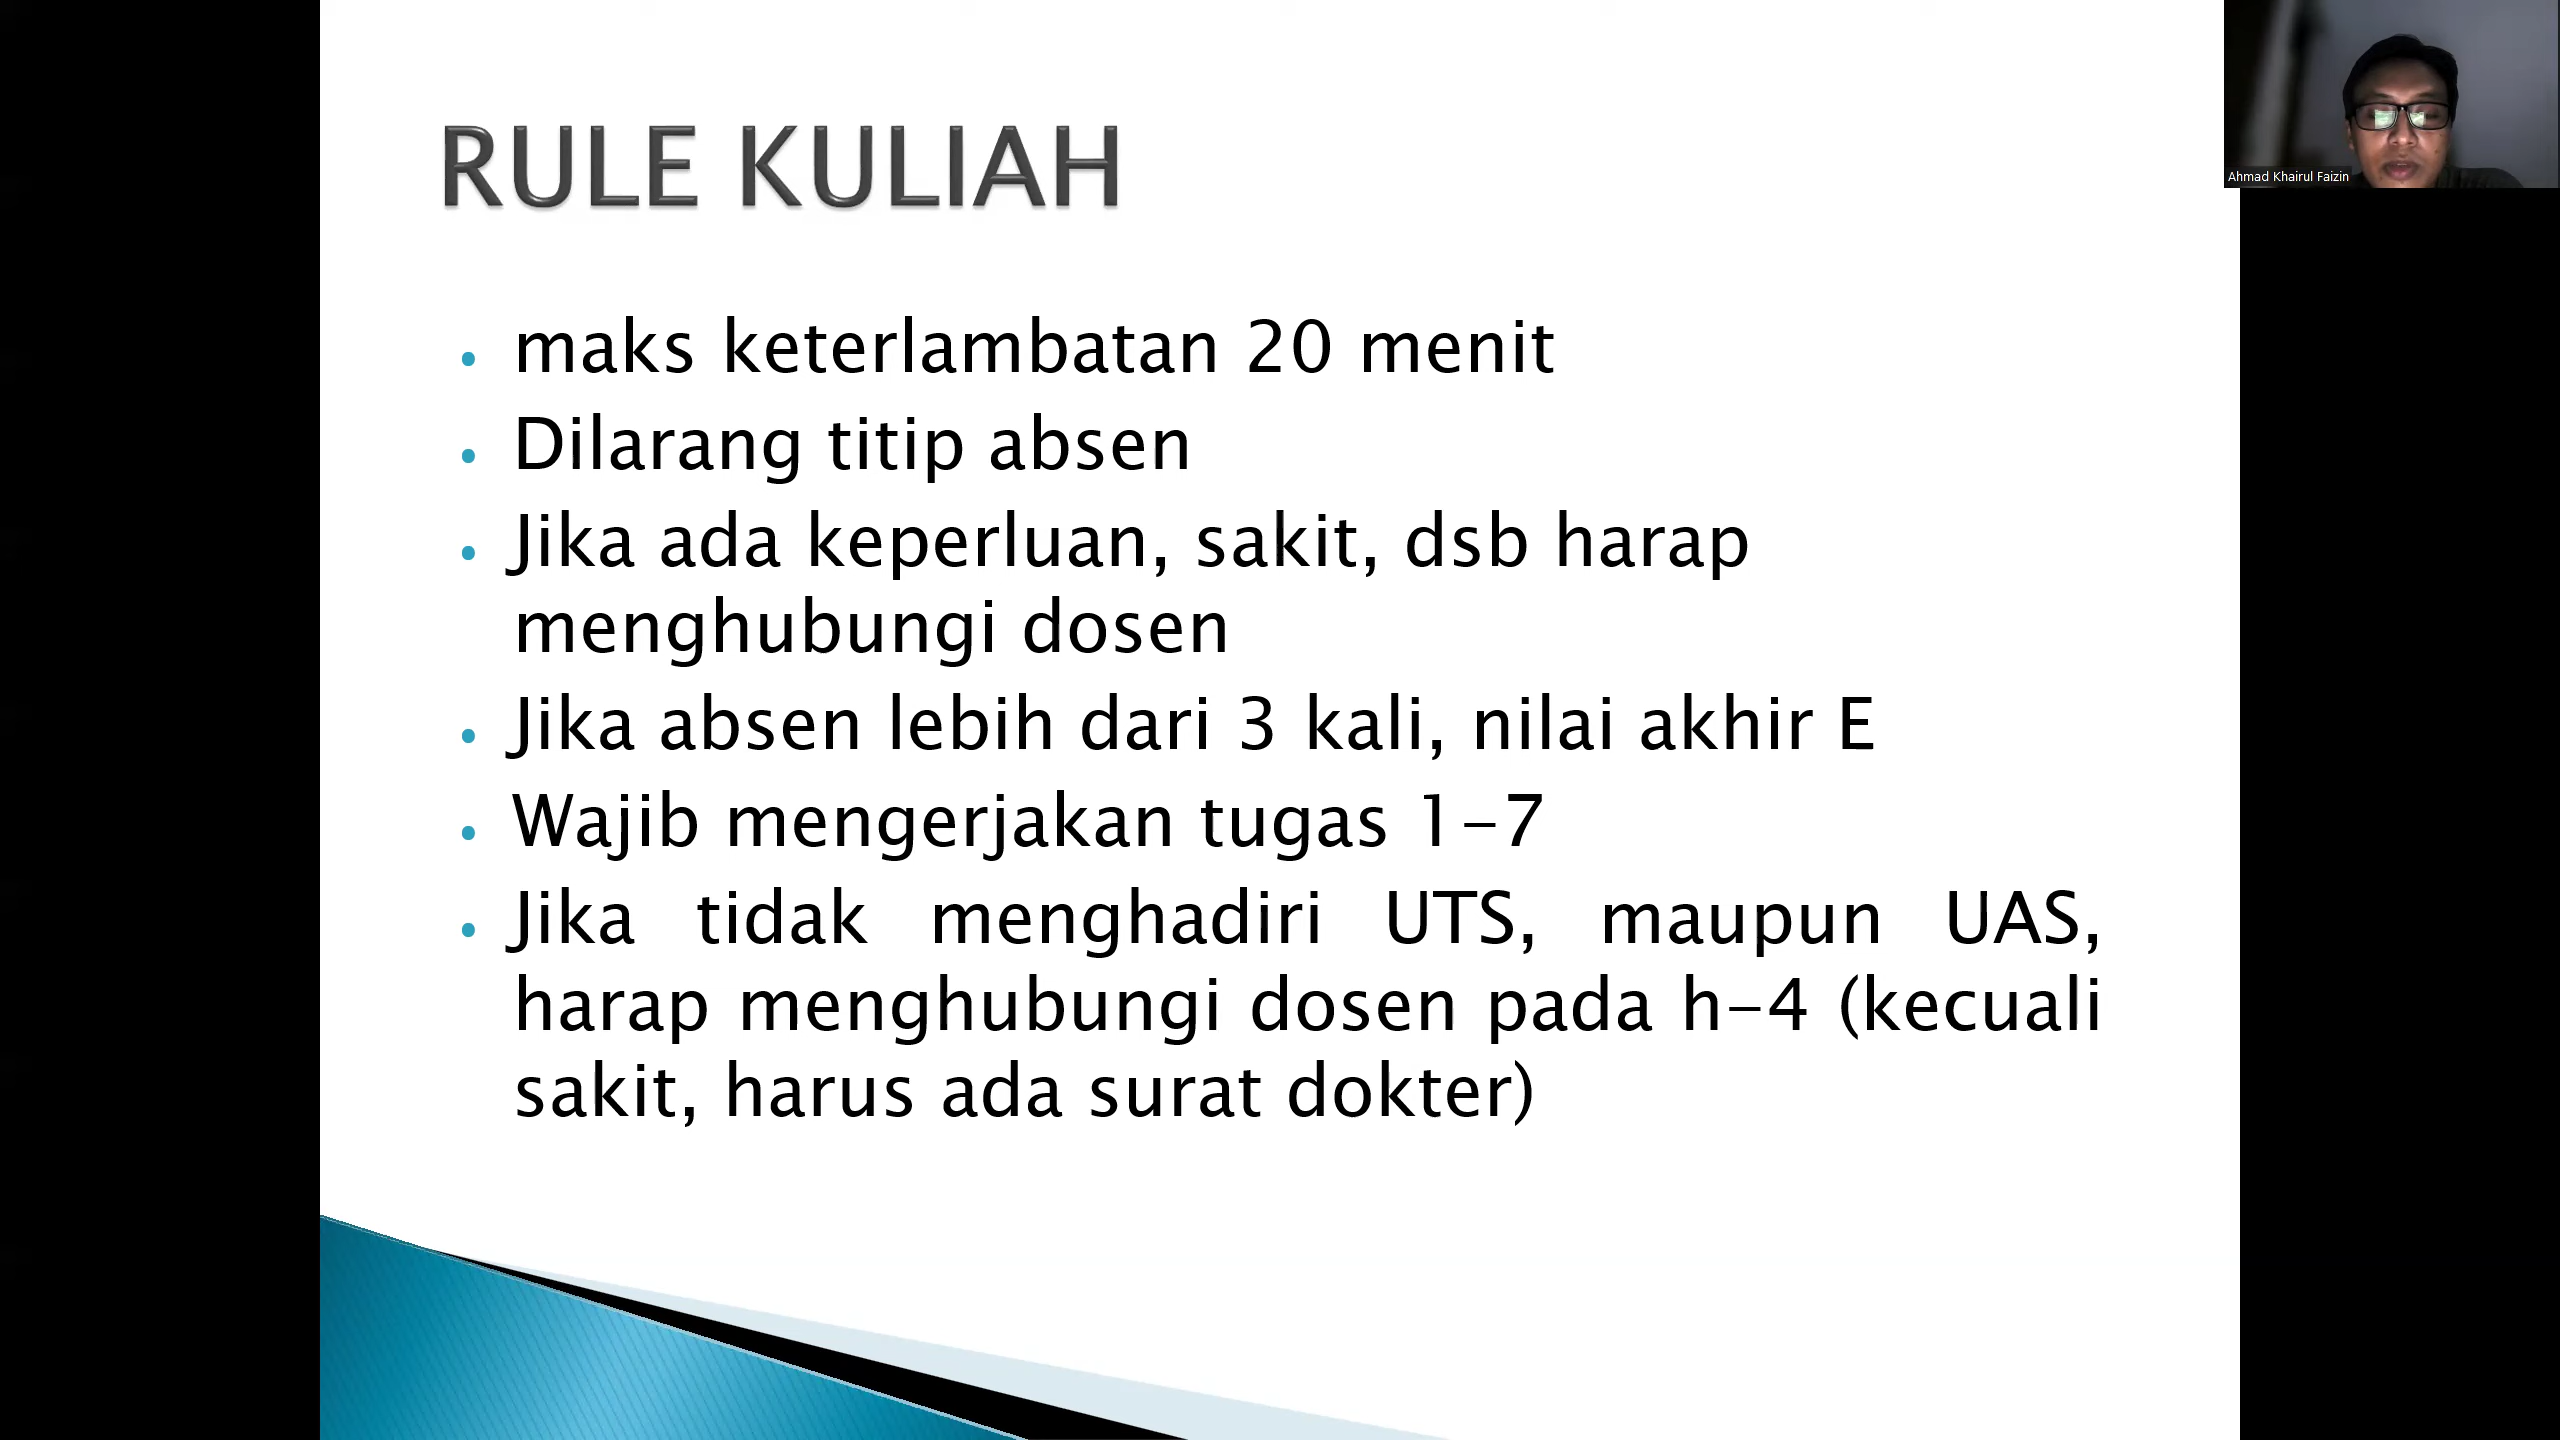 RULE KULIAH
Ahmad Khairul Faizin
• maks keterlambatan 20 menit
• Dilarang titip absen
• Jika ada keperluan, sakit, dsb harap
menghubungi dosen
• Jika absen lebih dari 3 kali, nilai akhir E
• Wajib mengerjakan tugas 1-7
• Jika tidak menghadiri UTS, maupun UAS,
harap menghubungi dosen pada h-4 (kecuali
sakit, harus ada surat dokter)